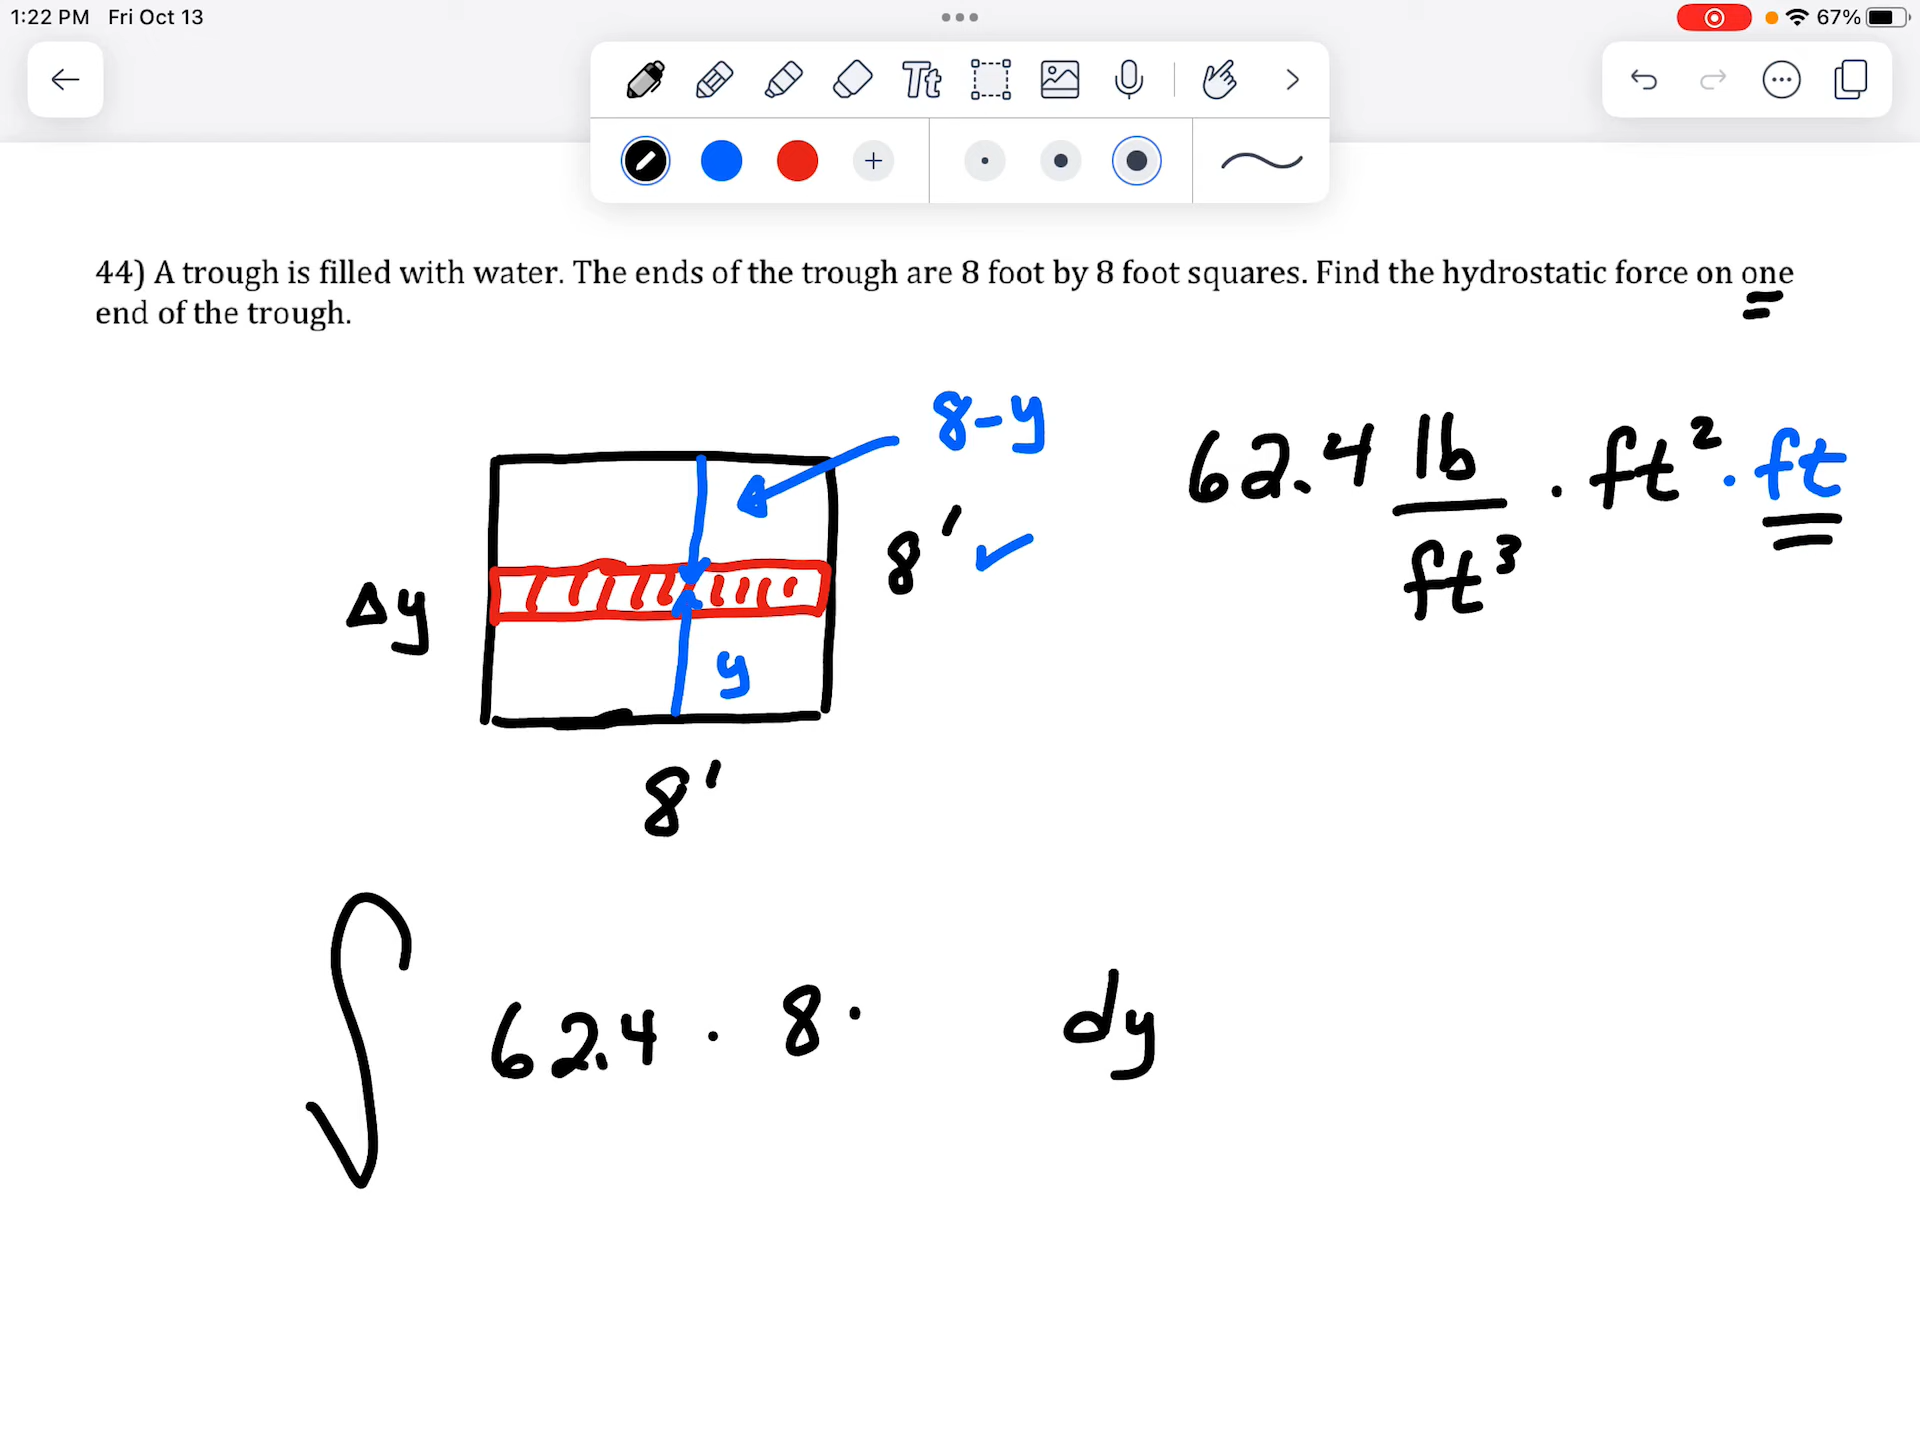 1:22 PM Fri Oct 13
67%
Tt
44) A trough is filled with water. The ends of the trough are 8 foot by 8 foot squares. Find the hydrostatic force on one
end of the trough.
8-y
62.4 lb/ft³ · ft² · ft
8'
Δy
y
8'
∫ 62.4 · 8 · dy